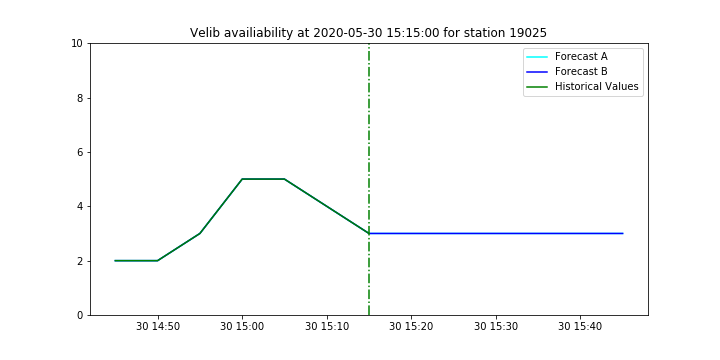 Velib availiability at 2020-05-30 15:15:00 for station 19025
10
8
6
4
2
0
Forecast A
Forecast B
Historical Values
30 14:50 30 15:00 30 15:10 30 15:20 30 15:30 30 15:40